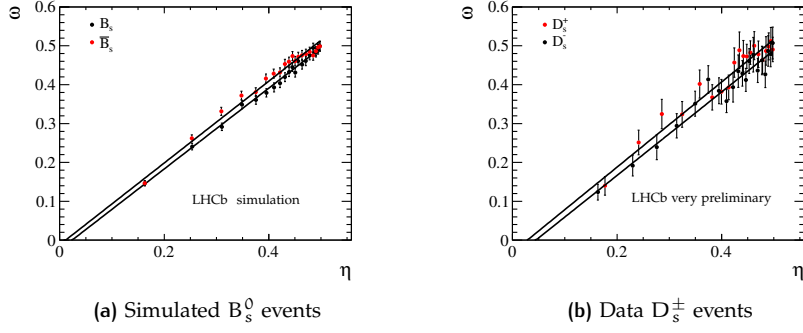 ω
0.6
0.5
0.4
0.3
0.2
0.1
0
0
0.2
0.4
η
B_s
B̅_s
LHCb simulation
(a) Simulated B_s^0 events
ω
0.6
0.5
0.4
0.3
0.2
0.1
0
0
0.2
0.4
η
D_s^+
D_s^-
LHCb very preliminary
(b) Data D_s^± events